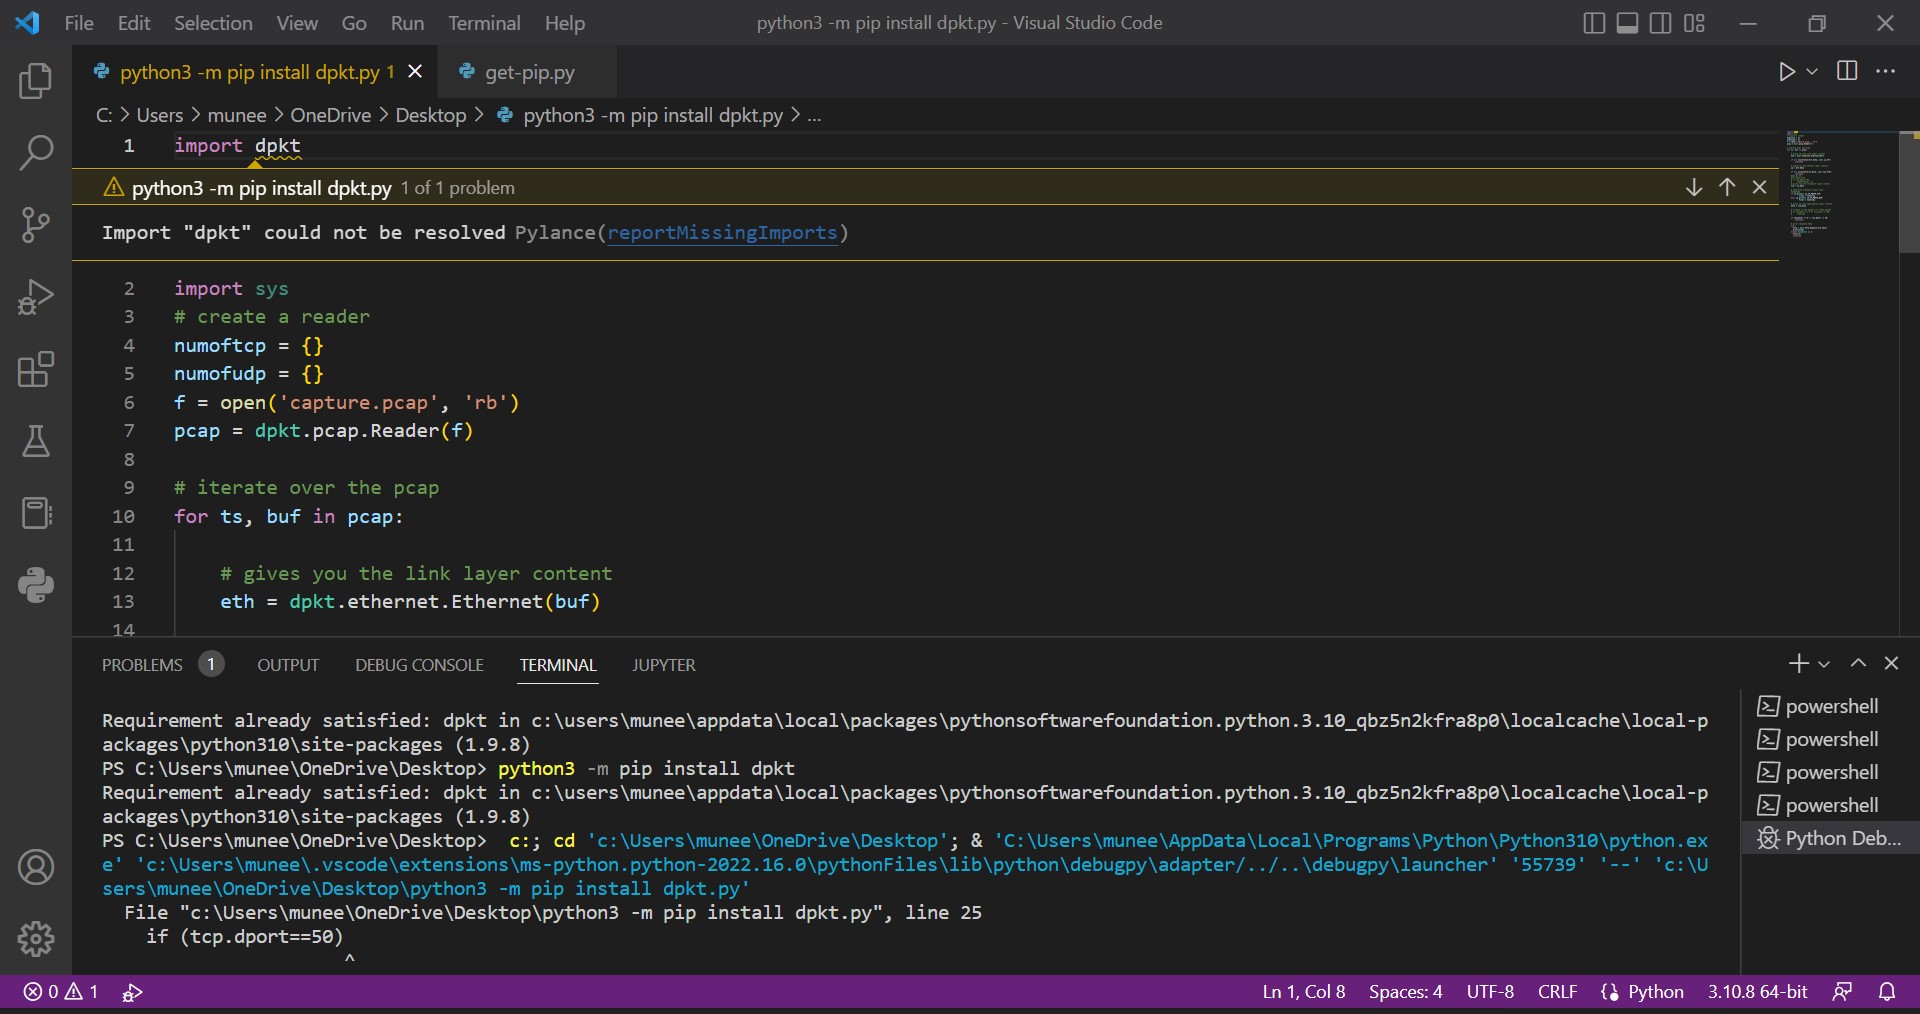 File Edit Selection View Go Run Terminal Help python3 -m pip install dpkt.py - Visual Studio Code
python3 -m pip install dpkt.py 1 get-pip.py
C: > Users > munee > OneDrive > Desktop > python3 -m pip install dpkt.py > ...
1 import dpkt
python3 -m pip install dpkt.py 1 of 1 problem
Import "dpkt" could not be resolved Pylance(reportMissingImports)
2 import sys
3 # create a reader
4 numoftcp = {}
5 numofudp = {}
6 f = open('capture.pcap', 'rb')
7 pcap = dpkt.pcap.Reader(f)
8
9 # iterate over the pcap
10 for ts, buf in pcap:
11
12 # gives you the link layer content
13 eth = dpkt.ethernet.Ethernet(buf)
14
PROBLEMS 1 OUTPUT DEBUG CONSOLE TERMINAL JUPYTER
Requirement already satisfied: dpkt in c:\users\munee\appdata\local\packages\pythonsoftwarefoundation.python.3.10_qbz5n2kfra8p0\localcache\local-p
ackages\python310\site-packages (1.9.8)
PS C:\Users\munee\OneDrive\Desktop> python3 -m pip install dpkt
Requirement already satisfied: dpkt in c:\users\munee\appdata\local\packages\pythonsoftwarefoundation.python.3.10_qbz5n2kfra8p0\localcache\local-p
ackages\python310\site-packages (1.9.8)
PS C:\Users\munee\OneDrive\Desktop>  c:; cd 'c:\Users\munee\OneDrive\Desktop'; & 'C:\Users\munee\AppData\Local\Programs\Python\Python310\python.ex
e' 'c:\Users\munee\.vscode\extensions\ms-python.python-2022.16.0\pythonFiles\lib\python\debugpy\adapter/../..\debugpy\launcher' '55739' '--' 'c:\U
sers\munee\OneDrive\Desktop\python3 -m pip install dpkt.py'
File "c:\Users\munee\OneDrive\Desktop\python3 -m pip install dpkt.py", line 25
if (tcp.dport==50)
^
powershell
powershell
powershell
powershell
Python Deb...
0 1 Ln 1, Col 8 Spaces: 4 UTF-8 CRLF Python 3.10.8 64-bit